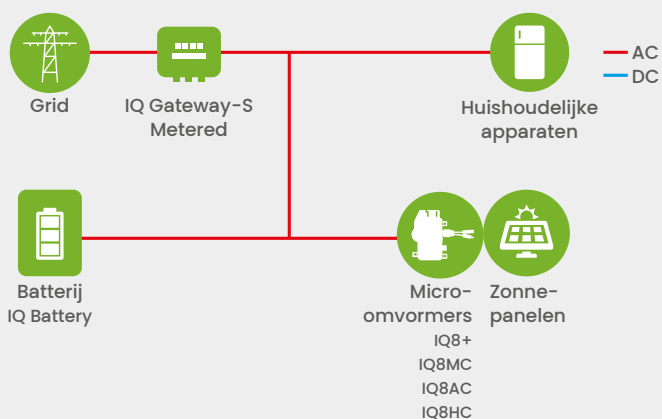 Grid
IQ Gateway-S
Metered
Huishoudelijke
apparaten
AC
DC
Batterij
IQ Battery
Micro-
omvormers
IQ8+
IQ8MC
IQ8AC
IQ8HC
Zonne-
panelen